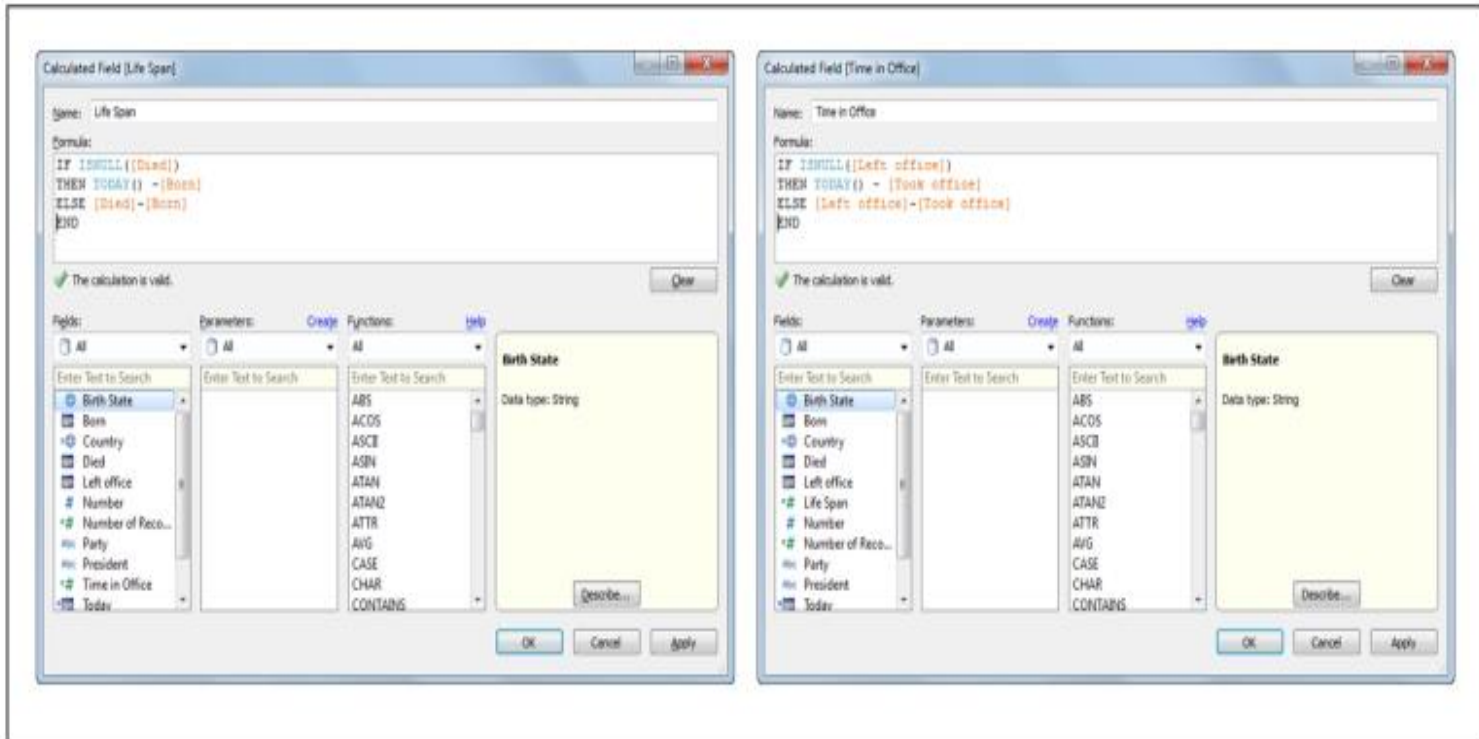 Calculated Field [Life Span]
Name: Life Span
Formula:
IF ISNULL([Died])
THEN TODAY() -[Born]
ELSE [Died]-[Born]
END
The calculation is valid.
Clear
Fields: Parameters: Create Functions: Help
All All All
Enter Text to Search Enter Text to Search Enter Text to Search
Birth State
Born
Country
Died
Left office
Number
Number of Reco...
Party
President
Time in Office
Today
ABS
ACOS
ASCII
ASIN
ATAN
ATAN2
ATTR
AVG
CASE
CHAR
CONTAINS
Birth State
Data type: String
Describe...
OK Cancel Apply
Calculated Field [Time in Office]
Name: Time in Office
Formula:
IF ISNULL([Left office])
THEN TODAY() - [Took office]
ELSE [Left office]-[Took office]
END
The calculation is valid.
Clear
Fields: Parameters: Create Functions: Help
All All All
Enter Text to Search Enter Text to Search Enter Text to Search
Birth State
Born
Country
Died
Left office
Life Span
Number
Number of Reco...
Party
President
Today
ABS
ACOS
ASCII
ASIN
ATAN
ATAN2
ATTR
AVG
CASE
CHAR
CONTAINS
Birth State
Data type: String
Describe...
OK Cancel Apply